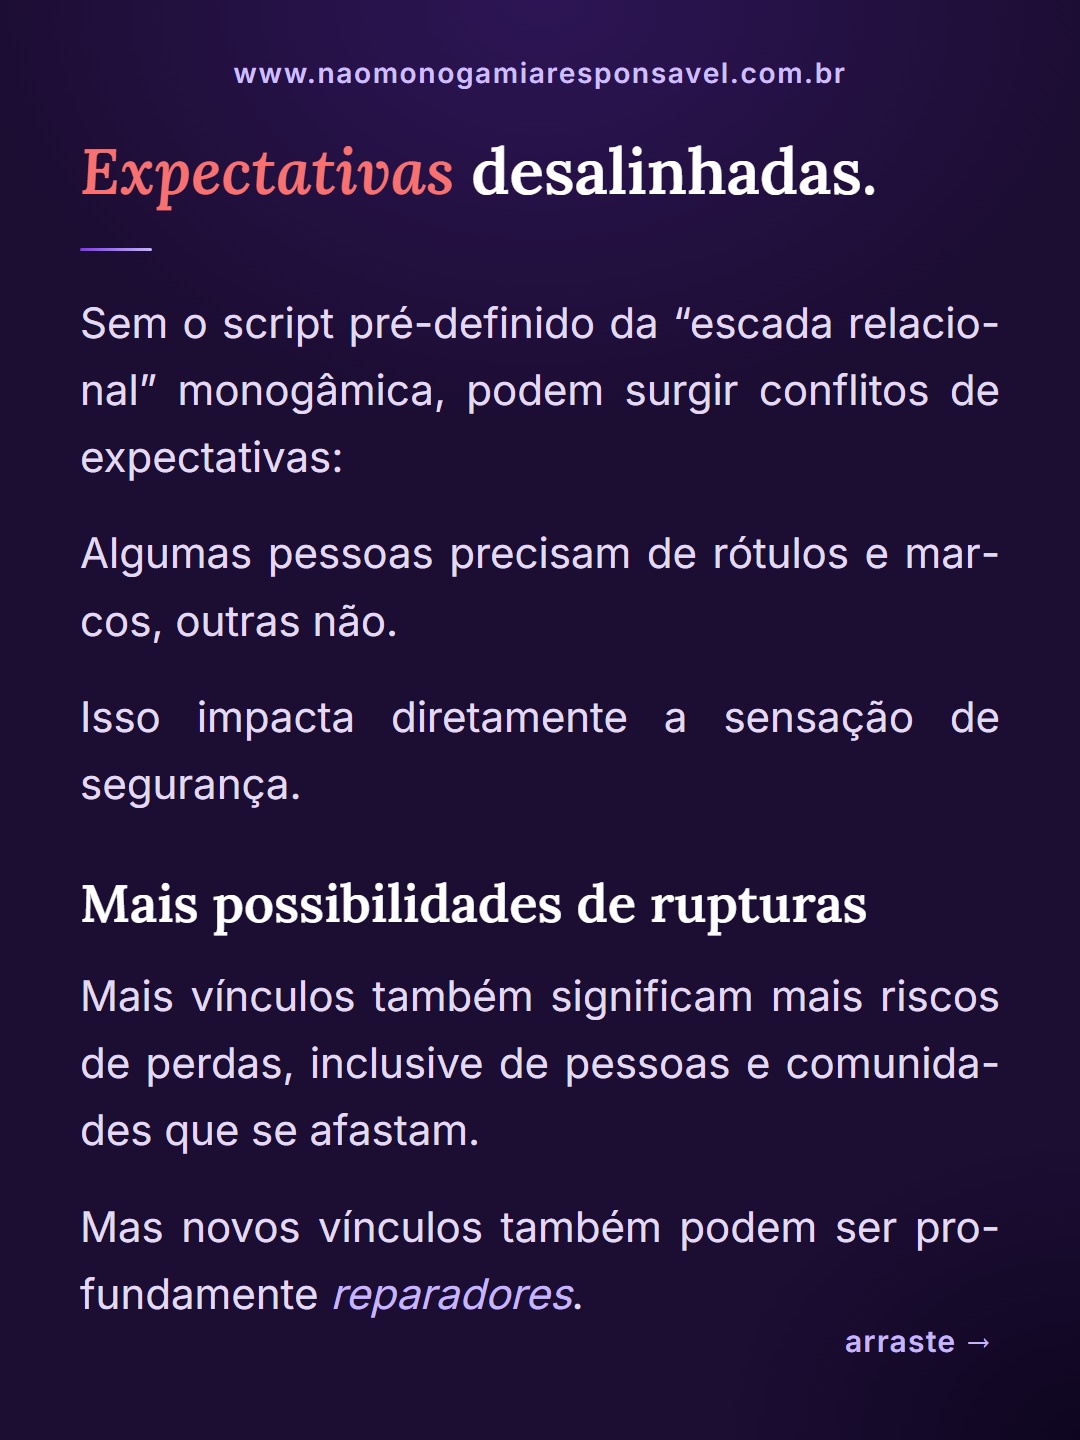 www.naomonogamiaresponsavel.com.br
Expectativas desalinhadas.
Sem o script pré-definido da “escada relacio-
nal” monogâmica, podem surgir conflitos de
expectativas:
Algumas pessoas precisam de rótulos e mar-
cos, outras não.
Isso impacta diretamente a sensação de
segurança.
Mais possibilidades de rupturas
Mais vínculos também significam mais riscos
de perdas, inclusive de pessoas e comunida-
des que se afastam.
Mas novos vínculos também podem ser pro-
fundamente reparadores.
arraste →